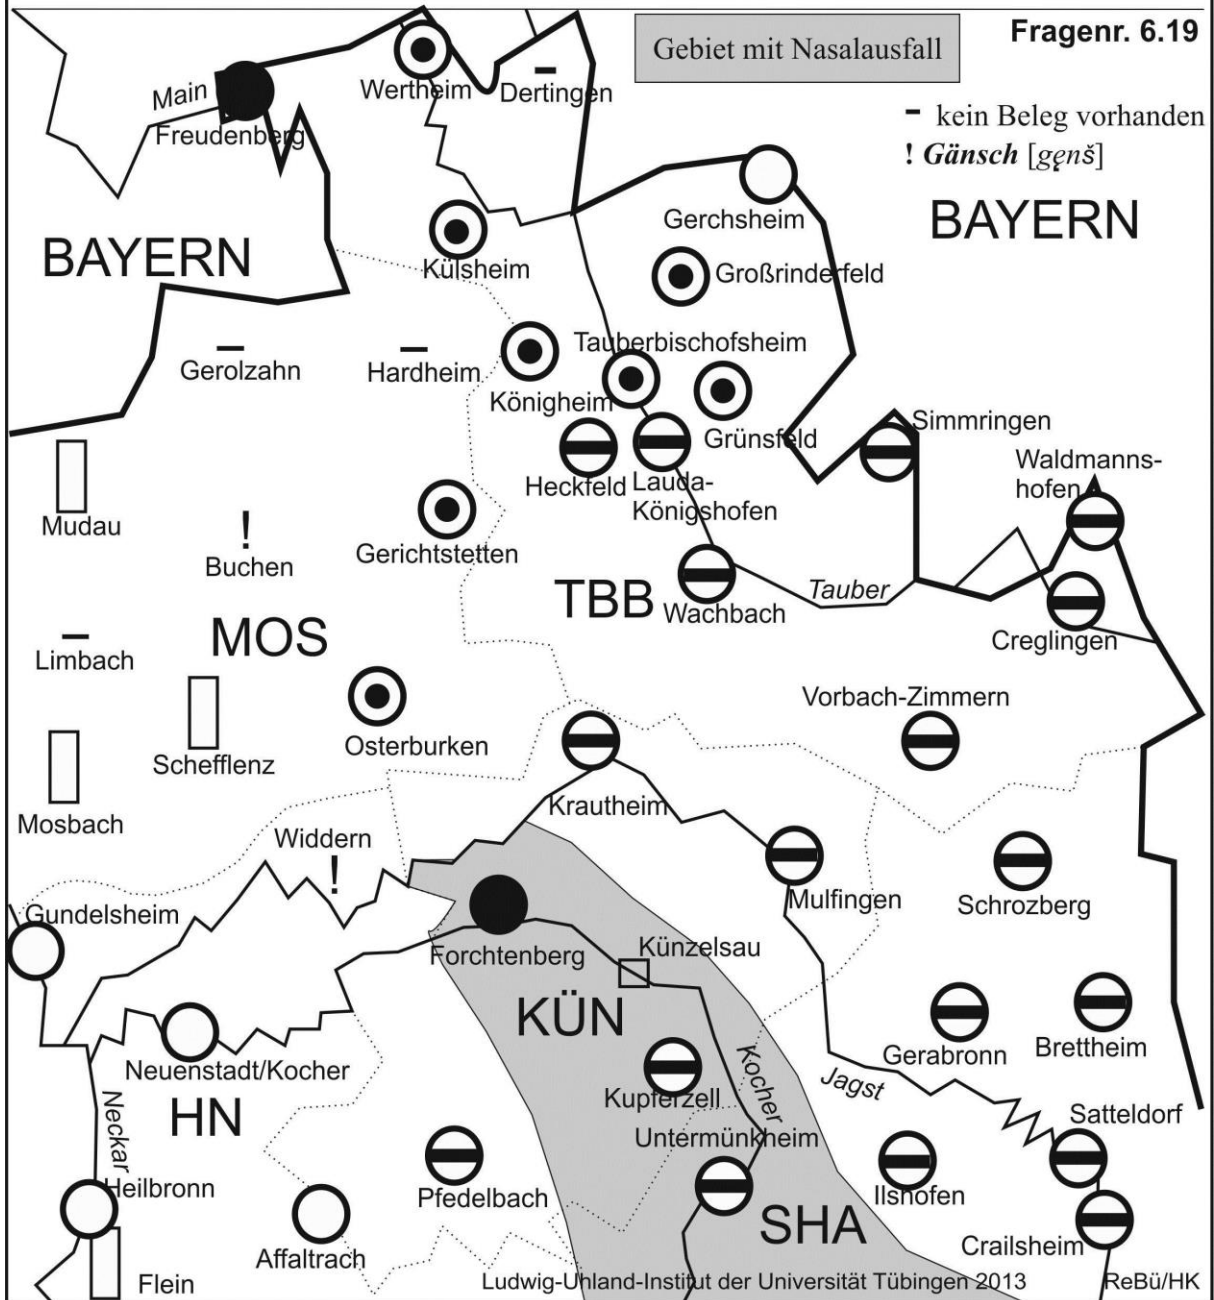 Fragenr. 6.19
Gebiet mit Nasalausfall
Main
Wertheim
Dertingen
- kein Beleg vorhanden
Freudenberg
! Gänsch [gęnš]
BAYERN
Gerchsheim
BAYERN
Külsheim
Großrinderfeld
Tauberbischofsheim
Gerolzahn
Hardheim
Königheim
Simmringen
Grünsfeld
Waldmanns-
hofen
Heckfeld
Lauda-
Königshofen
Mudau
Gerichtstetten
!
Buchen
TBB
Tauber
Wachbach
MOS
Creglingen
Limbach
Vorbach-Zimmern
Osterburken
Schefflenz
Krautheim
Mosbach
Widdern
!
Mulfingen
Schrozberg
Gundelsheim
Künzelsau
Forchtenberg
KÜN
Brettheim
Gerabronn
Neuenstadt/Kocher
Kocher
Jagst
Kupferzell
HN
Neckar
Satteldorf
Untermünkheim
Heilbronn
Pfedelbach
Ilshofen
SHA
Crailsheim
Affaltrach
Flein
Ludwig-Uhland-Institut der Universität Tübingen 2013
ReBü/HK